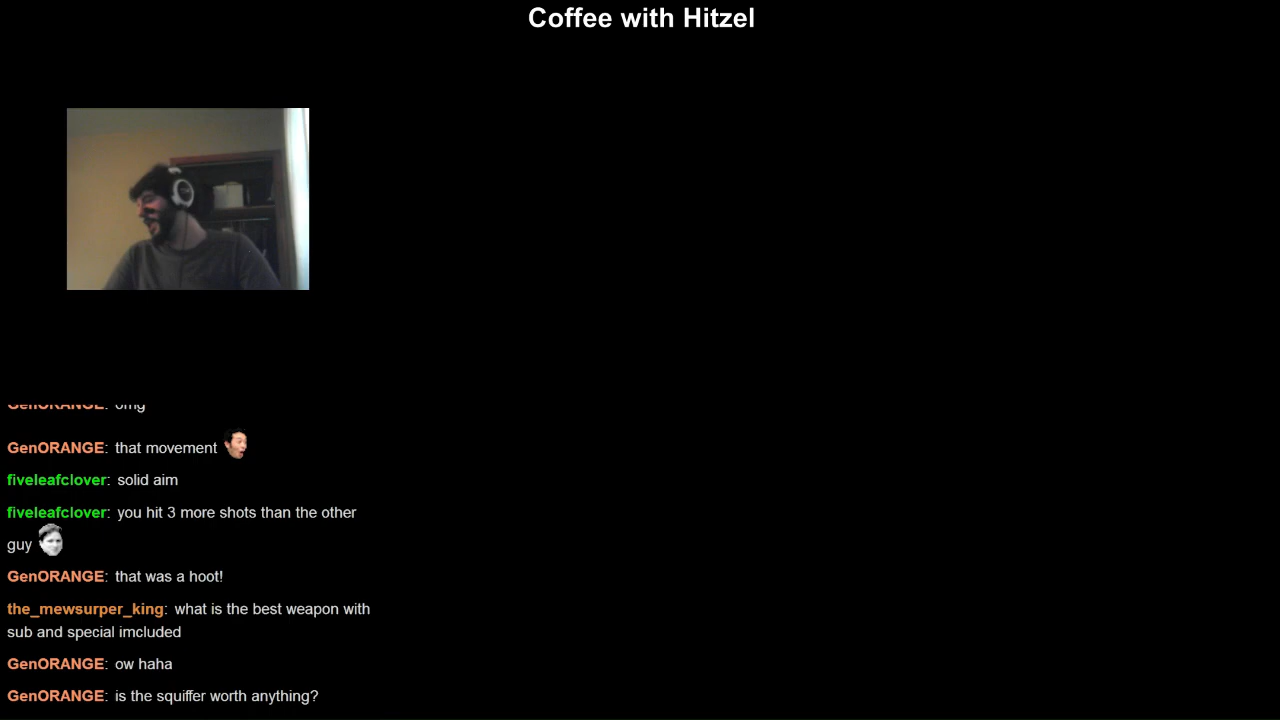 Coffee with Hitzel
GenORANGE: omg
GenORANGE: that movement
fiveleafclover: solid aim
fiveleafclover: you hit 3 more shots than the other
guy
GenORANGE: that was a hoot!
the_mewsurper_king: what is the best weapon with
sub and special imcluded
GenORANGE: ow haha
GenORANGE: is the squiffer worth anything?